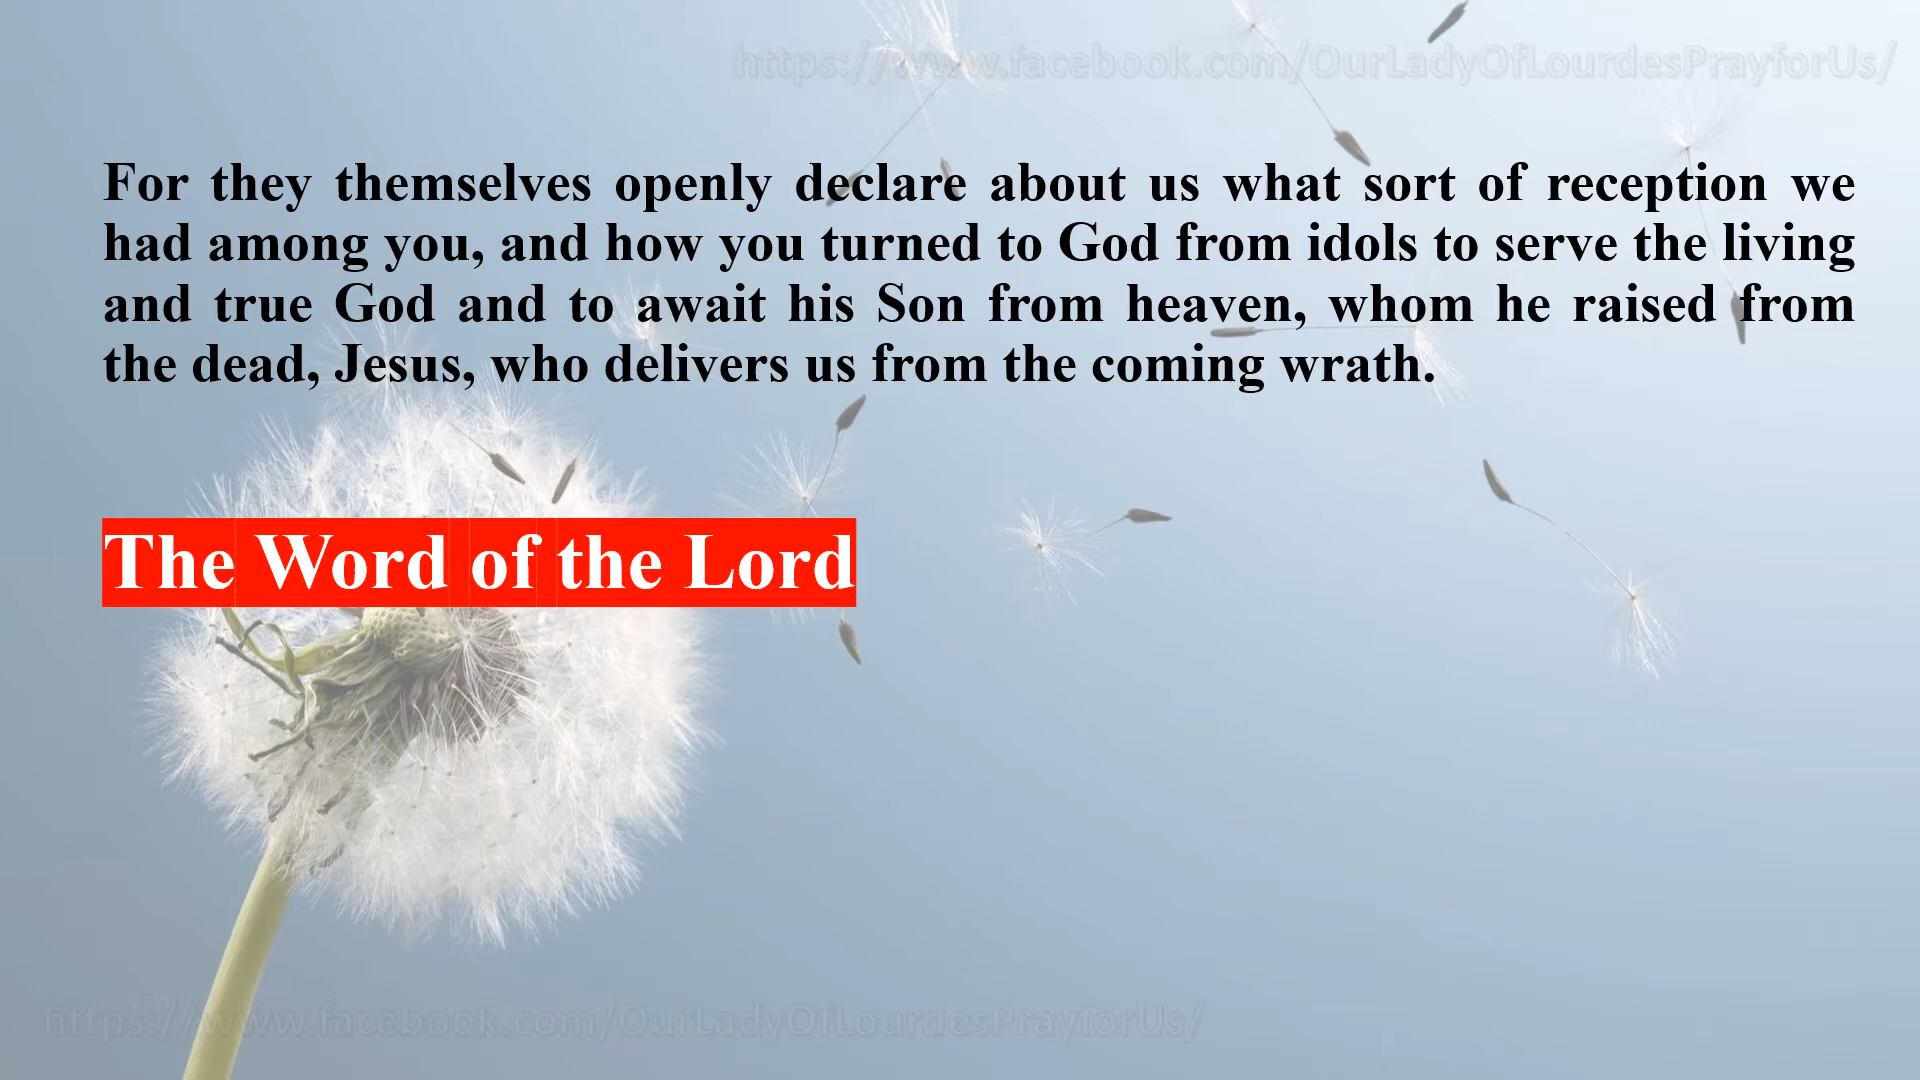 https://www.facebook.com/OurLadyOfLourdesPrayforUs/
For they themselves openly declare about us what sort of reception we
had among you, and how you turned to God from idols to serve the living
and true God and to await his Son from heaven, whom he raised from
the dead, Jesus, who delivers us from the coming wrath.
The Word of the Lord
https://www.facebook.com/OurLadyOfLourdesPrayforUs/